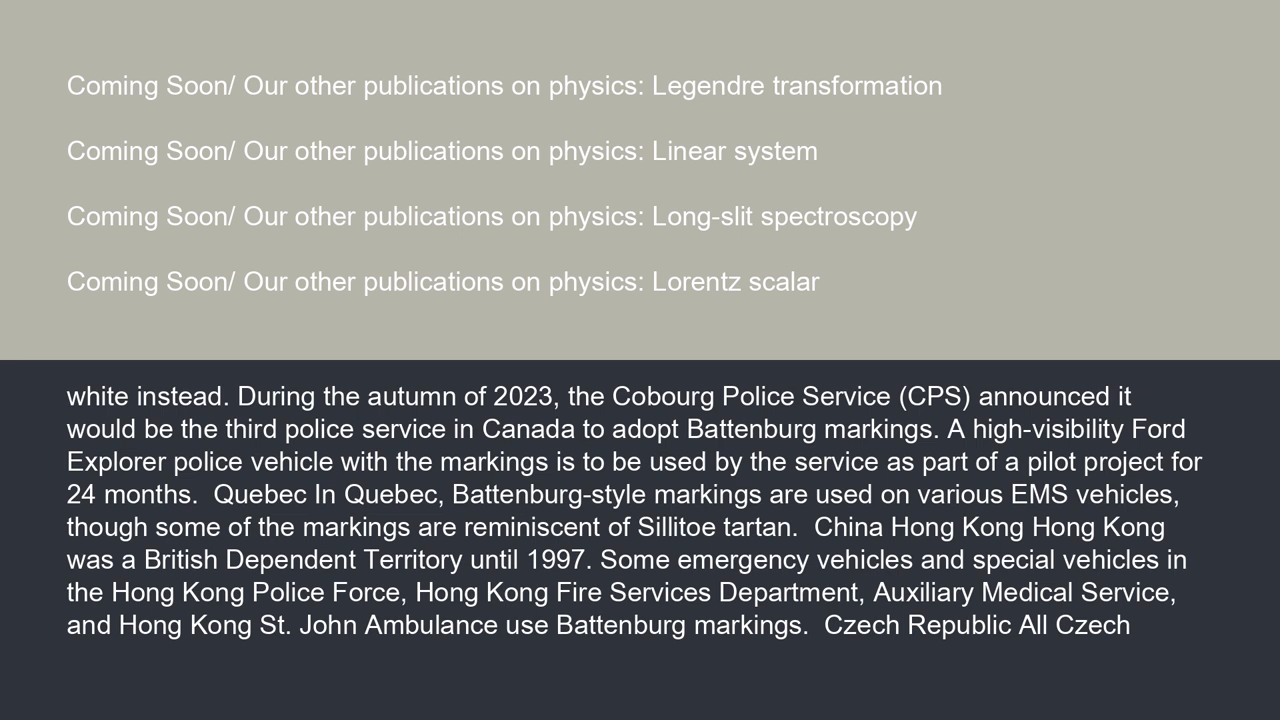 Coming Soon/ Our other publications on physics: Legendre transformation
Coming Soon/ Our other publications on physics: Linear system
Coming Soon/ Our other publications on physics: Long-slit spectroscopy
Coming Soon/ Our other publications on physics: Lorentz scalar
white instead. During the autumn of 2023, the Cobourg Police Service (CPS) announced it
would be the third police service in Canada to adopt Battenburg markings. A high-visibility Ford
Explorer police vehicle with the markings is to be used by the service as part of a pilot project for
24 months.  Quebec In Quebec, Battenburg-style markings are used on various EMS vehicles,
though some of the markings are reminiscent of Sillitoe tartan.  China Hong Kong Hong Kong
was a British Dependent Territory until 1997. Some emergency vehicles and special vehicles in
the Hong Kong Police Force, Hong Kong Fire Services Department, Auxiliary Medical Service,
and Hong Kong St. John Ambulance use Battenburg markings.  Czech Republic All Czech